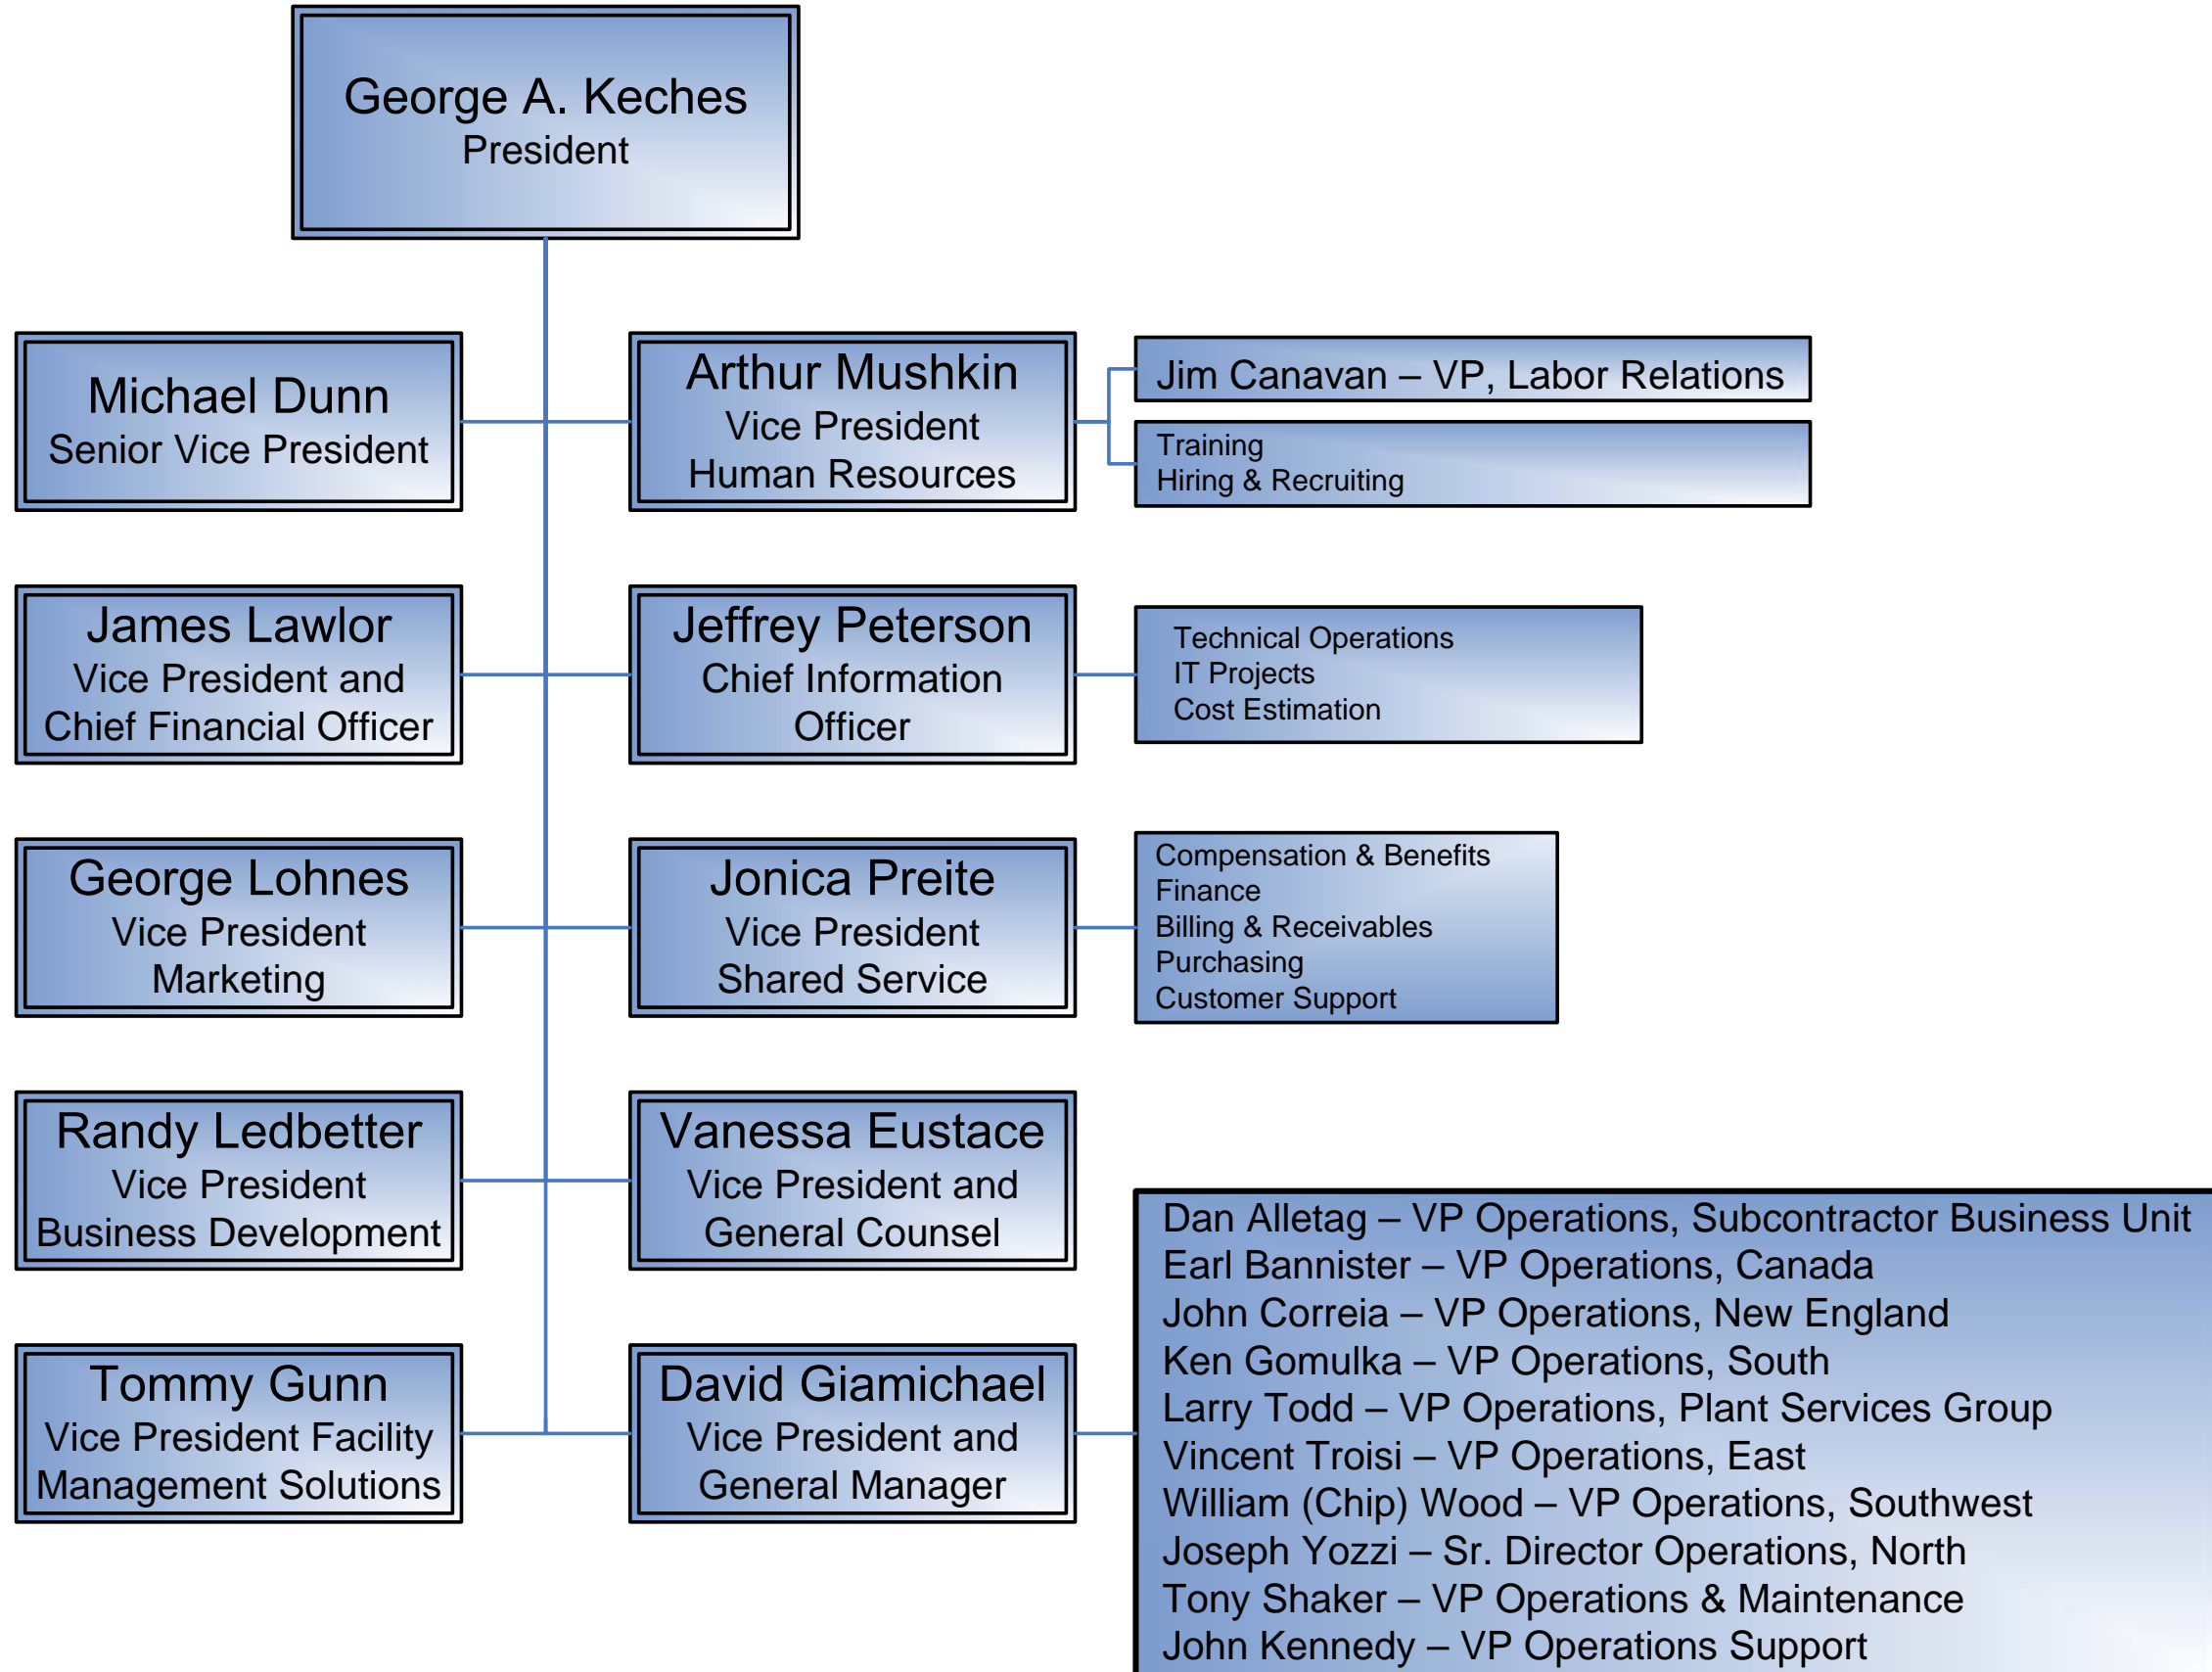 George A. Keches
President
Michael Dunn
Senior Vice President
Arthur Mushkin
Vice President
Human Resources
Jim Canavan – VP, Labor Relations
Training
Hiring & Recruiting
James Lawlor
Vice President and
Chief Financial Officer
Jeffrey Peterson
Chief Information
Officer
Technical Operations
IT Projects
Cost Estimation
George Lohnes
Vice President
Marketing
Jonica Preite
Vice President
Shared Service
Compensation & Benefits
Finance
Billing & Receivables
Purchasing
Customer Support
Randy Ledbetter
Vice President
Business Development
Vanessa Eustace
Vice President and
General Counsel
Tommy Gunn
Vice President Facility
Management Solutions
David Giamichael
Vice President and
General Manager
Dan Alletag – VP Operations, Subcontractor Business Unit
Earl Bannister – VP Operations, Canada
John Correia – VP Operations, New England
Ken Gomulka – VP Operations, South
Larry Todd – VP Operations, Plant Services Group
Vincent Troisi – VP Operations, East
William (Chip) Wood – VP Operations, Southwest
Joseph Yozzi – Sr. Director Operations, North
Tony Shaker – VP Operations & Maintenance
John Kennedy – VP Operations Support